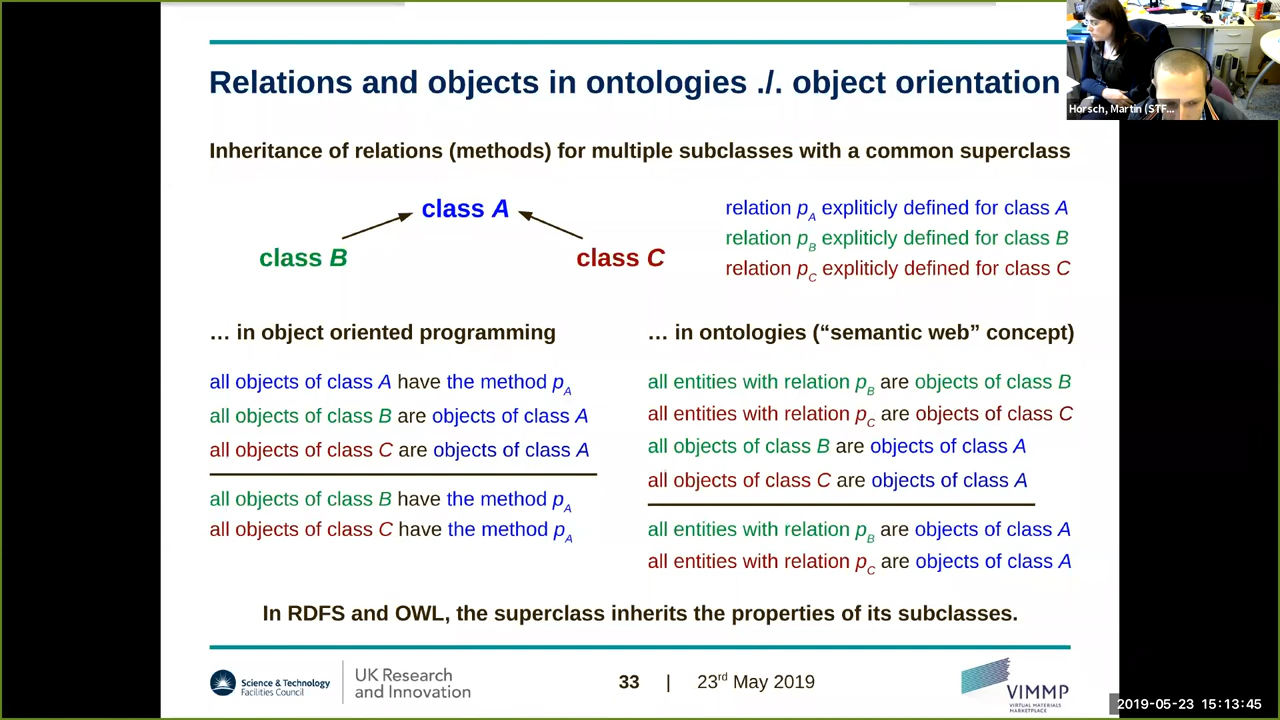 Relations and objects in ontologies ./. object orientation
Horsch, Martin (STF...
Inheritance of relations (methods) for multiple subclasses with a common superclass
class A
class B
class C
relation pA expliticly defined for class A
relation pB expliticly defined for class B
relation pC expliticly defined for class C
… in object oriented programming
all objects of class A have the method pA
all objects of class B are objects of class A
all objects of class C are objects of class A
all objects of class B have the method pA
all objects of class C have the method pA
… in ontologies (“semantic web” concept)
all entities with relation pB are objects of class B
all entities with relation pC are objects of class C
all objects of class B are objects of class A
all objects of class C are objects of class A
all entities with relation pB are objects of class A
all entities with relation pC are objects of class A
In RDFS and OWL, the superclass inherits the properties of its subclasses.
Science & Technology
Facilities Council
UK Research
and Innovation
33 | 23rd May 2019
VIMMP
VIRTUAL MATERIALS
MARKETPLACE
2019-05-23 15:13:45